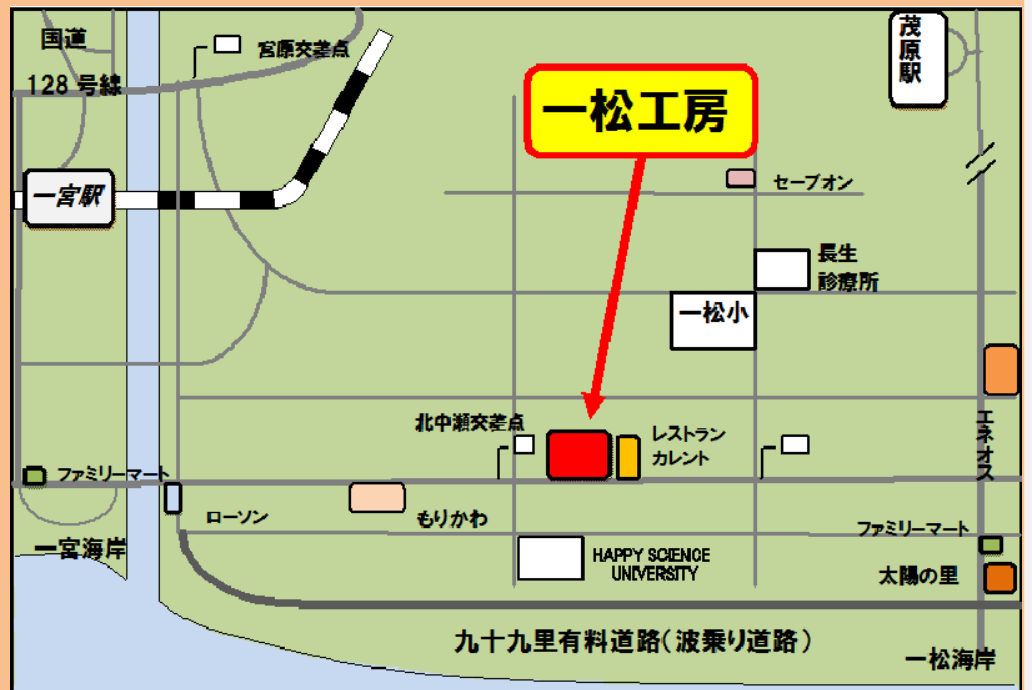 国道
128 号線
宮原交差点
茂原駅
一松工房
一宮駅
セーブオン
長生
診療所
一松小
北中瀬交差点
レストラン
カレント
エネオス
ファミリーマート
ローソン
もりかわ
ファミリーマート
一宮海岸
HAPPY SCIENCE
UNIVERSITY
太陽の里
九十九里有料道路(波乗り道路)
一松海岸